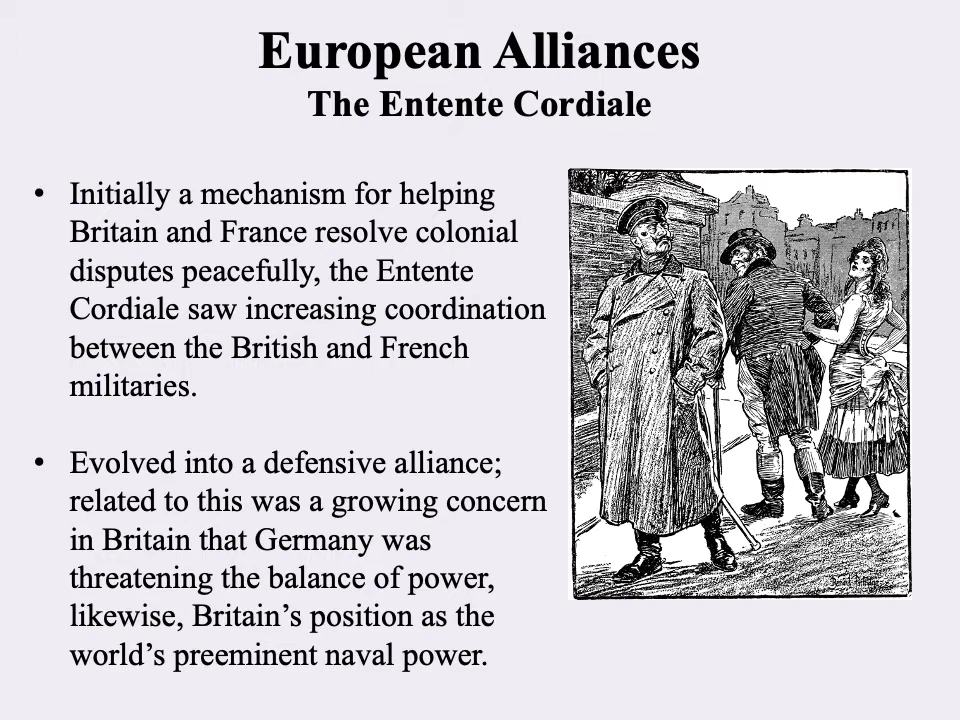 European Alliances
The Entente Cordiale
• Initially a mechanism for helping
Britain and France resolve colonial
disputes peacefully, the Entente
Cordiale saw increasing coordination
between the British and French
militaries.
• Evolved into a defensive alliance;
related to this was a growing concern
in Britain that Germany was
threatening the balance of power,
likewise, Britain’s position as the
world’s preeminent naval power.